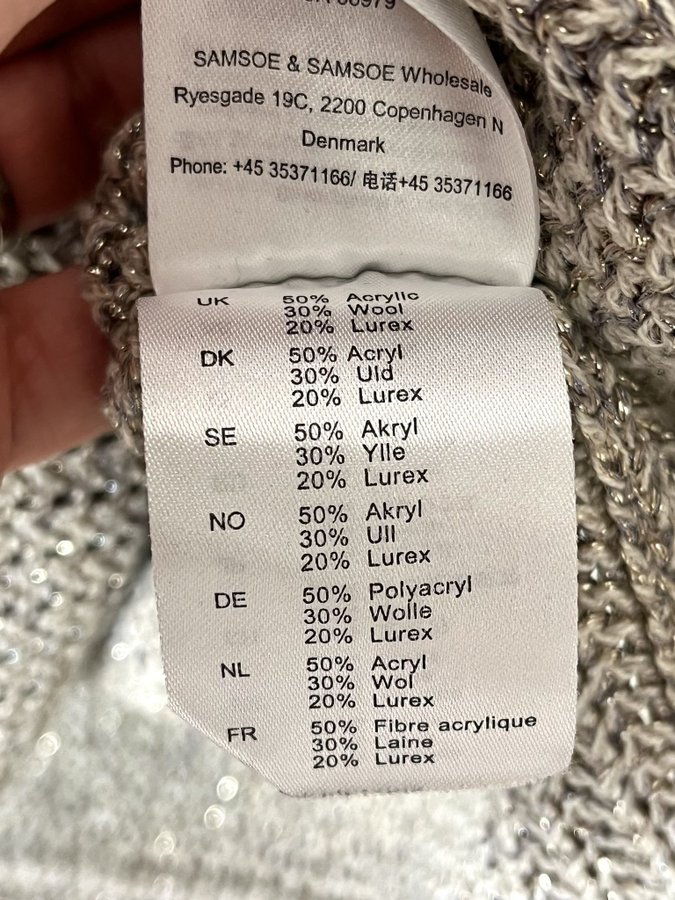 SAMSOE & SAMSOE Wholesale
Ryesgade 19C, 2200 Copenhagen N
Denmark
Phone: +45 35371166/ 电话+45 35371166
UK 50% Acrylic
30% Wool
20% Lurex
DK 50% Acryl
30% Uld
20% Lurex
SE 50% Akryl
30% Ylle
20% Lurex
NO 50% Akryl
30% Ull
20% Lurex
DE 50% Polyacryl
30% Wolle
20% Lurex
NL 50% Acryl
30% Wol
20% Lurex
FR 50% Fibre acrylique
30% Laine
20% Lurex